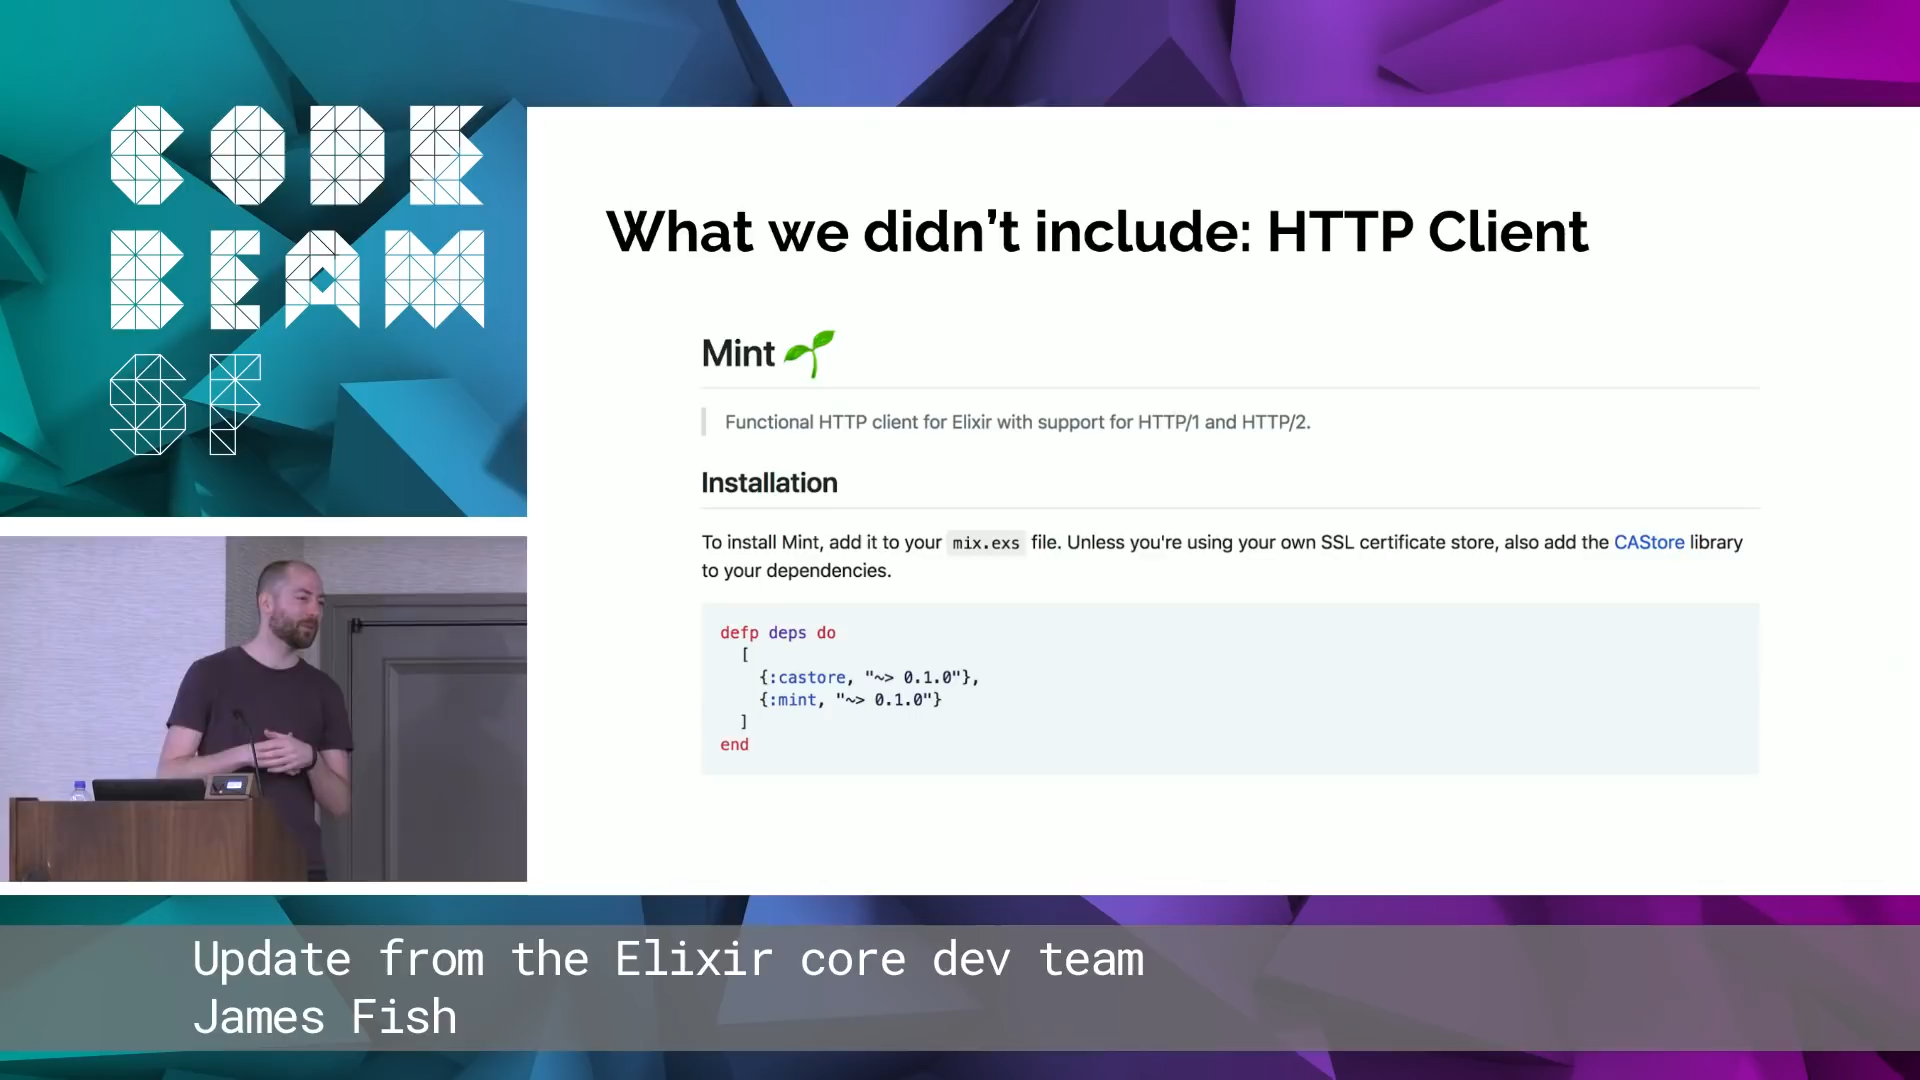 CODE
BEAM
SF
What we didn't include: HTTP Client
Mint
Functional HTTP client for Elixir with support for HTTP/1 and HTTP/2.
Installation
To install Mint, add it to your mix.exs file. Unless you're using your own SSL certificate store, also add the CAStore library
to your dependencies.
defp deps do
[
{:castore, "~> 0.1.0"},
{:mint, "~> 0.1.0"}
]
end
Update from the Elixir core dev team
James Fish